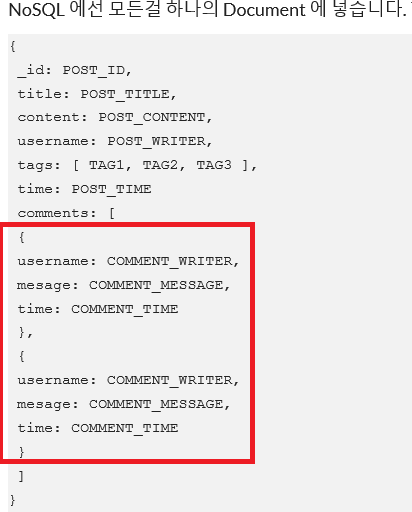 NoSQL 에선 모든걸 하나의 Document 에 넣습니다.
{
_id: POST_ID,
title: POST_TITLE,
content: POST_CONTENT,
username: POST_WRITER,
tags: [ TAG1, TAG2, TAG3 ],
time: POST_TIME
comments: [
{
username: COMMENT_WRITER,
mesage: COMMENT_MESSAGE,
time: COMMENT_TIME
},
{
username: COMMENT_WRITER,
mesage: COMMENT_MESSAGE,
time: COMMENT_TIME
}
]
}